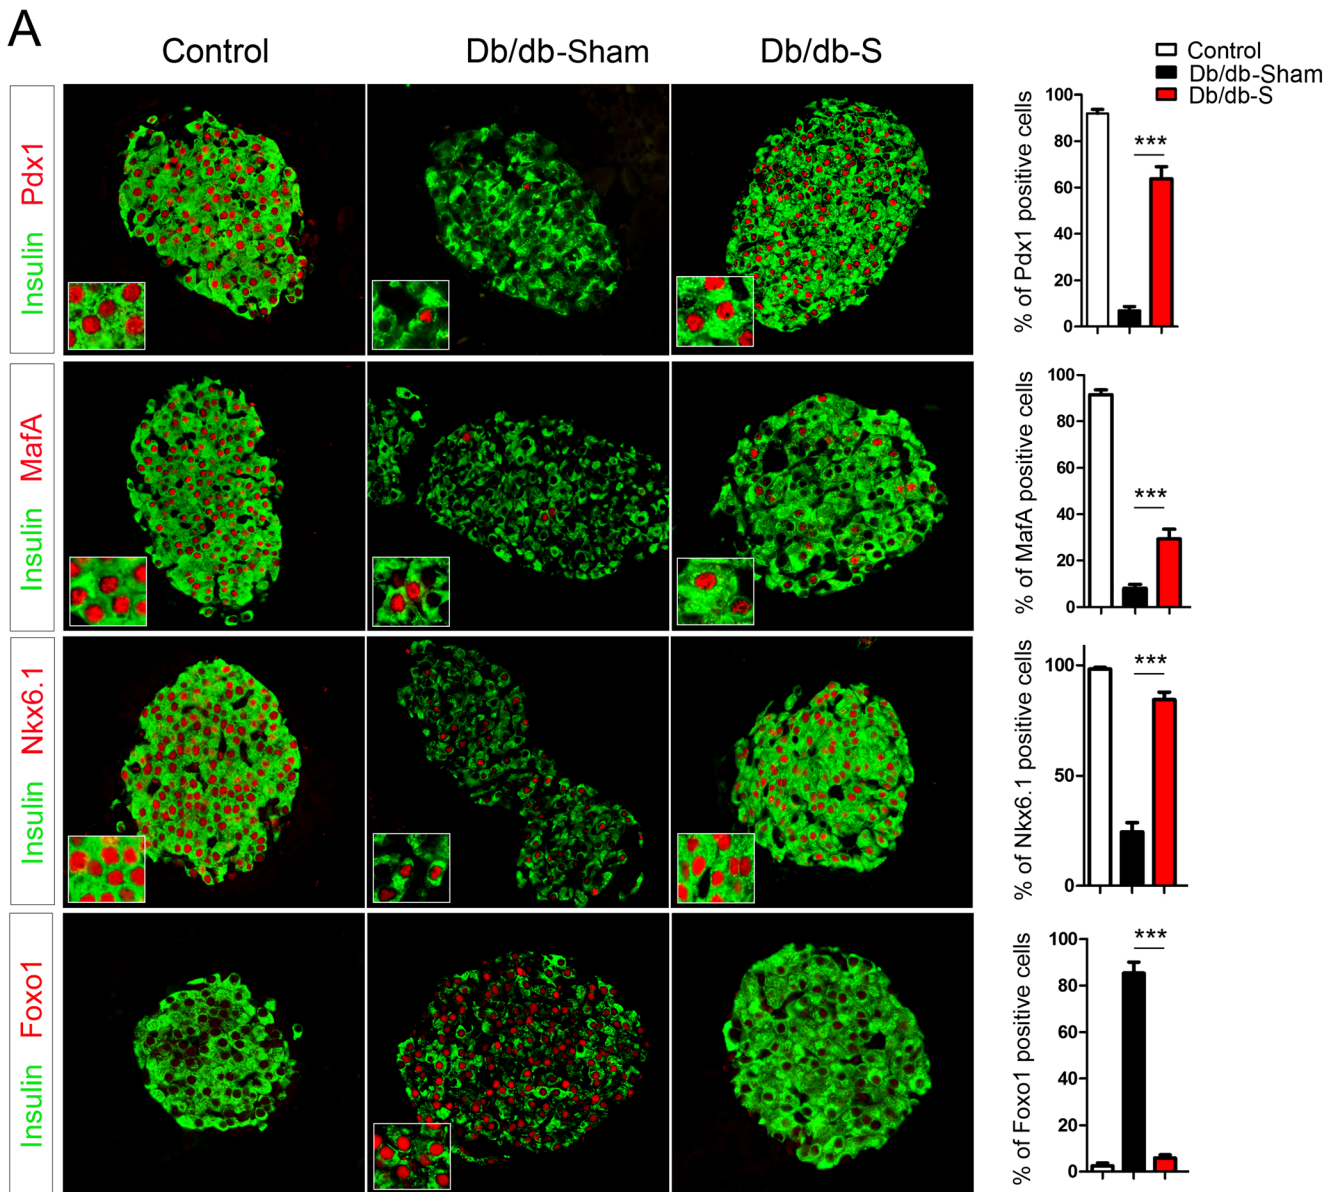 A
Control
Db/db-Sham
Db/db-S
Control
Db/db-Sham
Db/db-S
Insulin Pdx1
% of Pdx1 positive cells
100
80
60
40
20
0
***
Insulin MafA
% of MafA positive cells
100
80
60
40
20
0
***
Insulin Nkx6.1
% of Nkx6.1 positive cells
100
50
0
***
Insulin Foxo1
% of Foxo1 positive cells
100
80
60
40
20
0
***